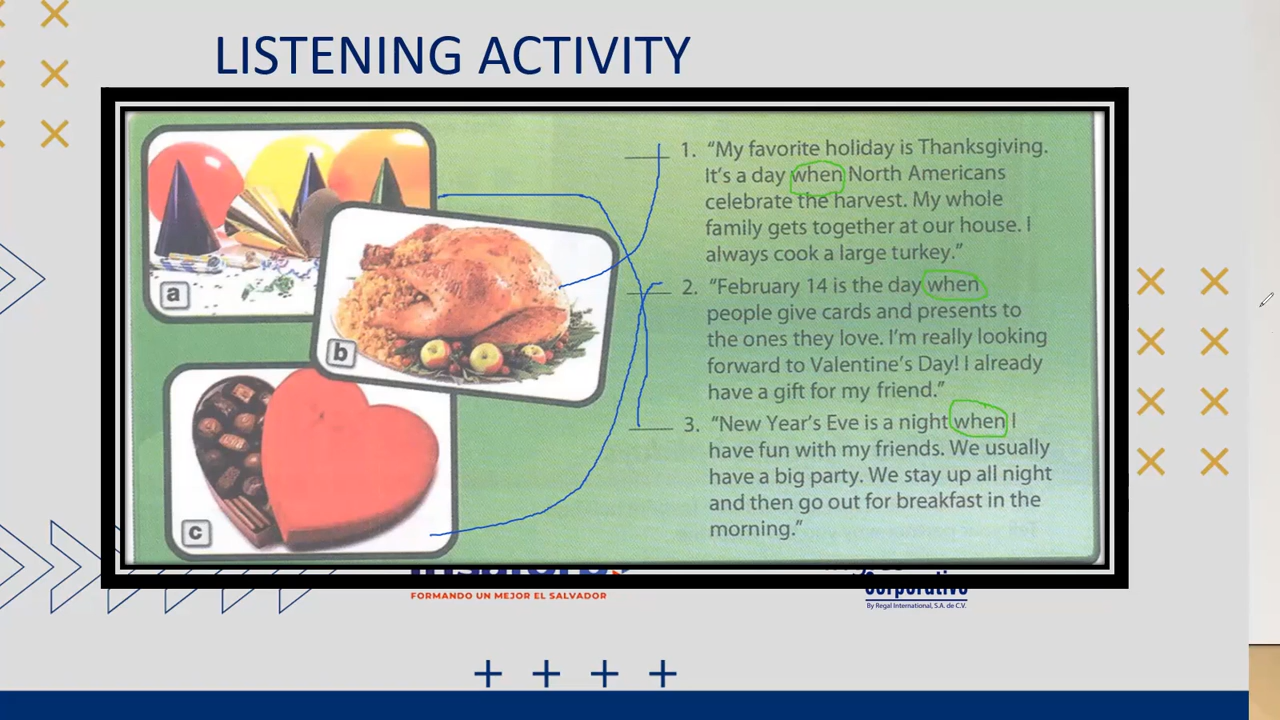 LISTENING ACTIVITY
a
b
c
1. "My favorite holiday is Thanksgiving.
It's a day when North Americans
celebrate the harvest. My whole
family gets together at our house. I
always cook a large turkey."
2. "February 14 is the day when
people give cards and presents to
the ones they love. I'm really looking
forward to Valentine's Day! I already
have a gift for my friend."
3. "New Year's Eve is a night when I
have fun with my friends. We usually
have a big party. We stay up all night
and then go out for breakfast in the
morning."
FORMANDO UN MEJOR EL SALVADOR
Corporativo
By Regal International, S.A. de C.V.